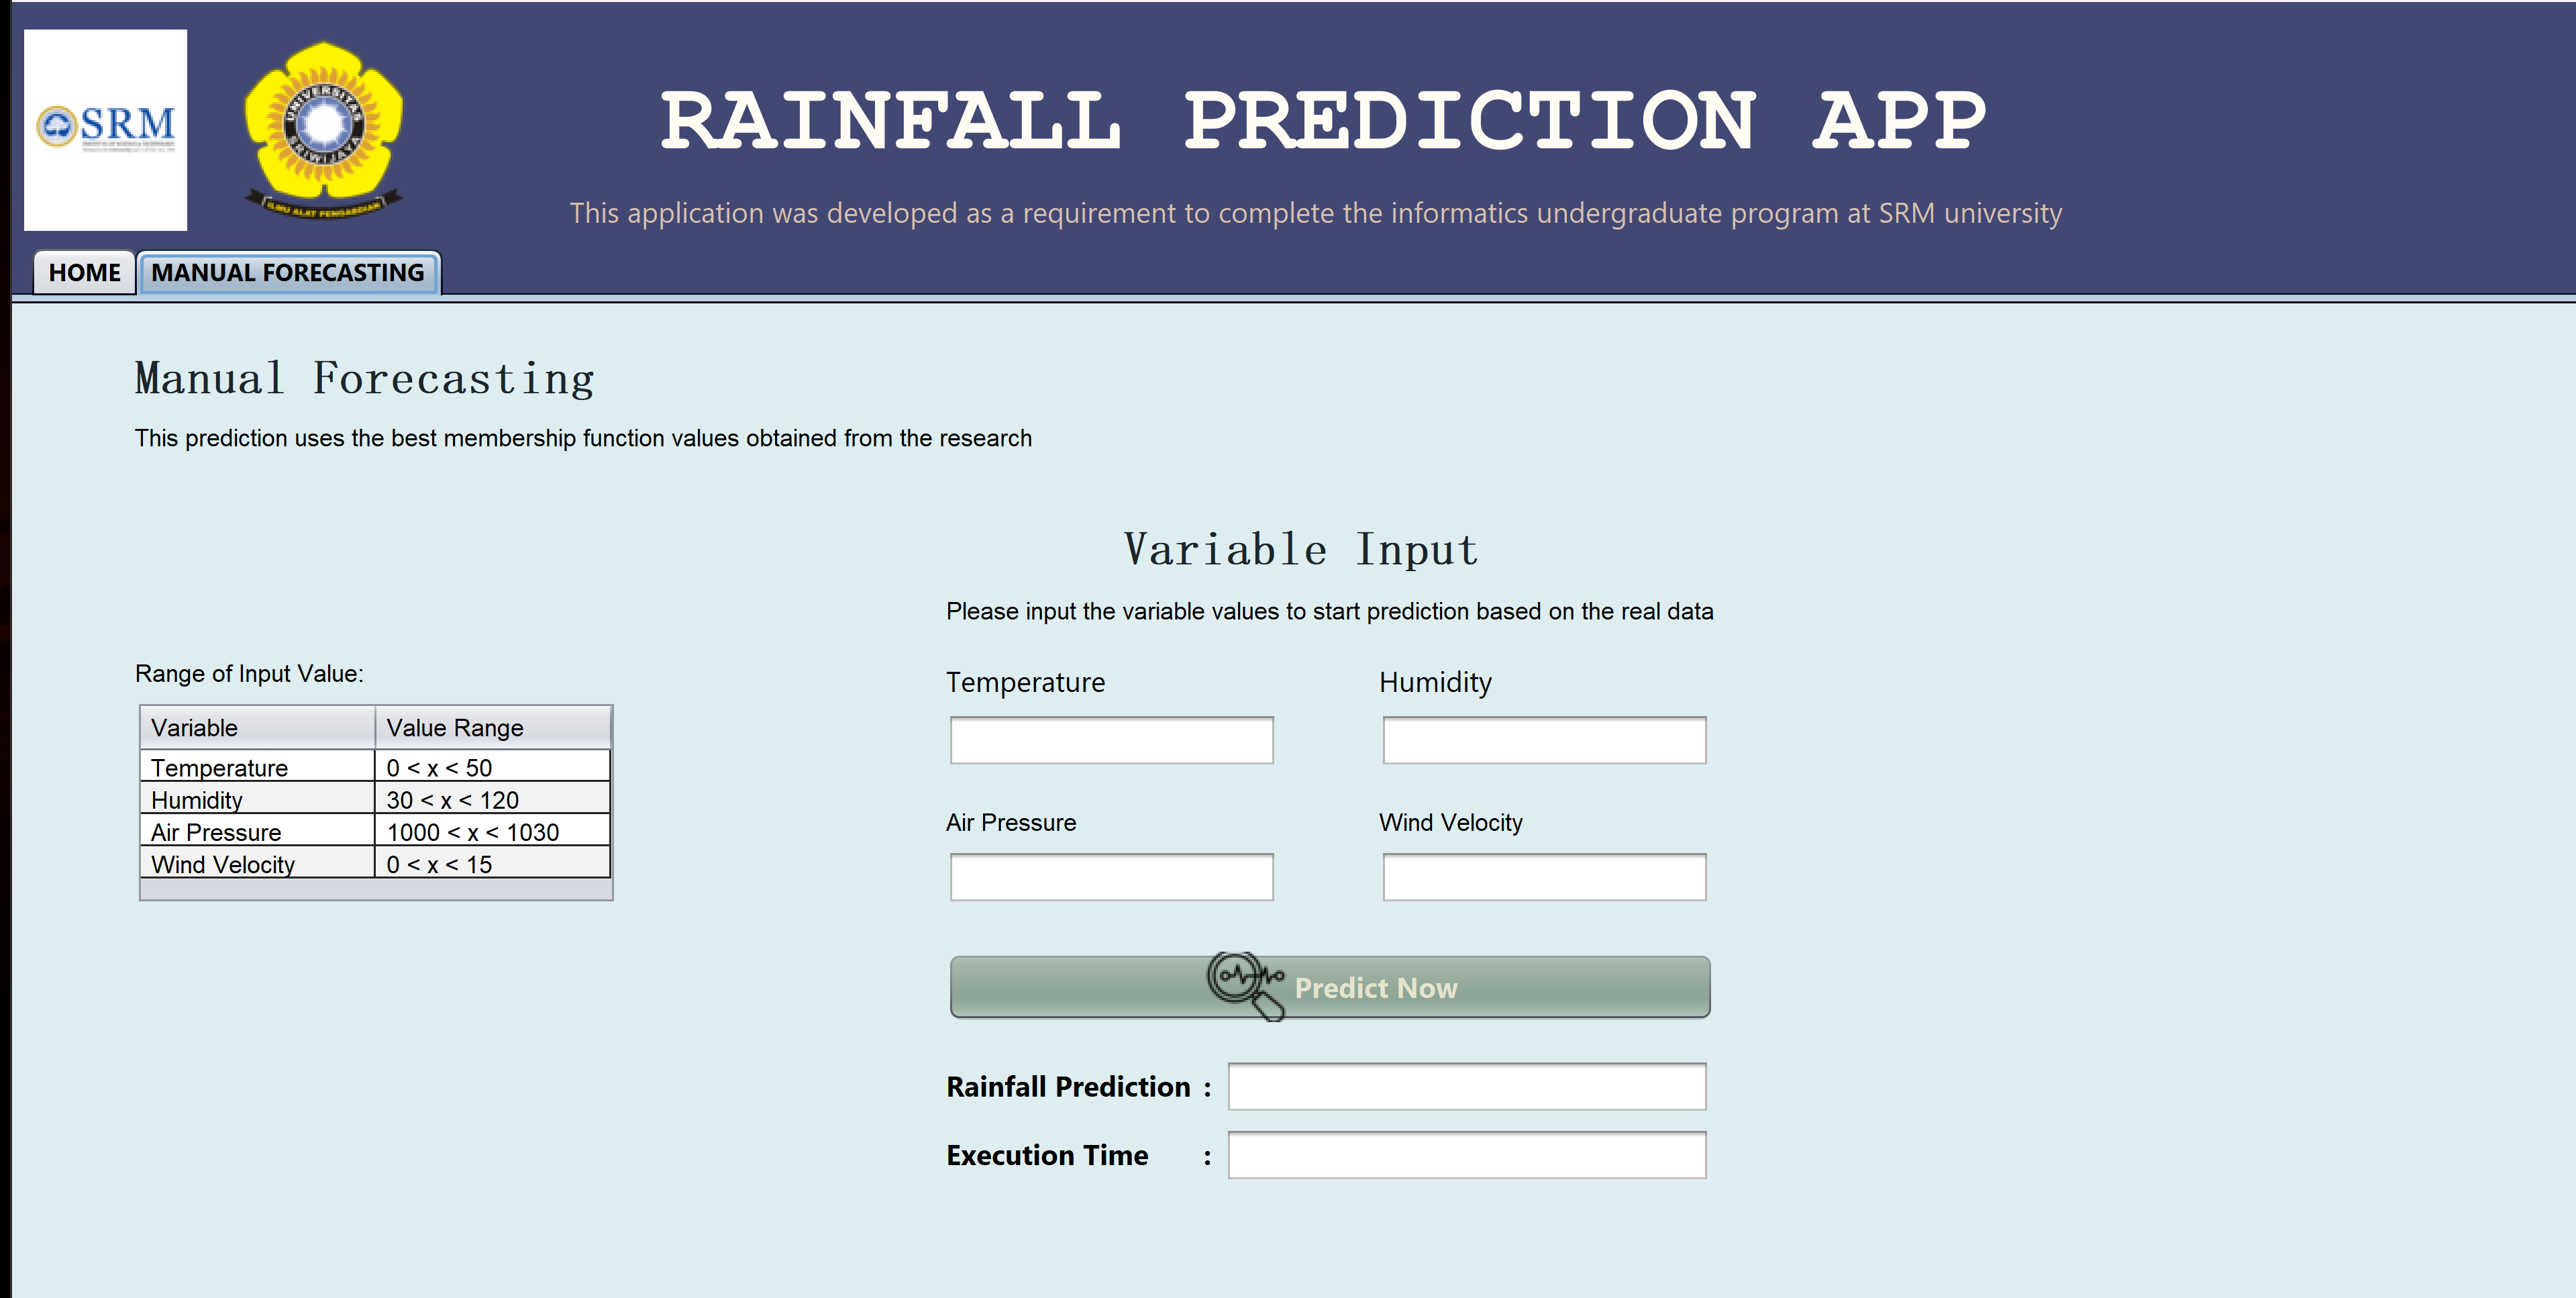 SRM
UNIVERSITAS
SRIWIJAYA
ILMU ALAT PENGABDIAN
RAINFALL PREDICTION APP
This application was developed as a requirement to complete the informatics undergraduate program at SRM university
HOME
MANUAL FORECASTING
Manual Forecasting
This prediction uses the best membership function values obtained from the research
Variable Input
Please input the variable values to start prediction based on the real data
Range of Input Value:
Variable Value Range
Temperature 0 < x < 50
Humidity 30 < x < 120
Air Pressure 1000 < x < 1030
Wind Velocity 0 < x < 15
Temperature
Humidity
Air Pressure
Wind Velocity
Predict Now
Rainfall Prediction :
Execution Time :